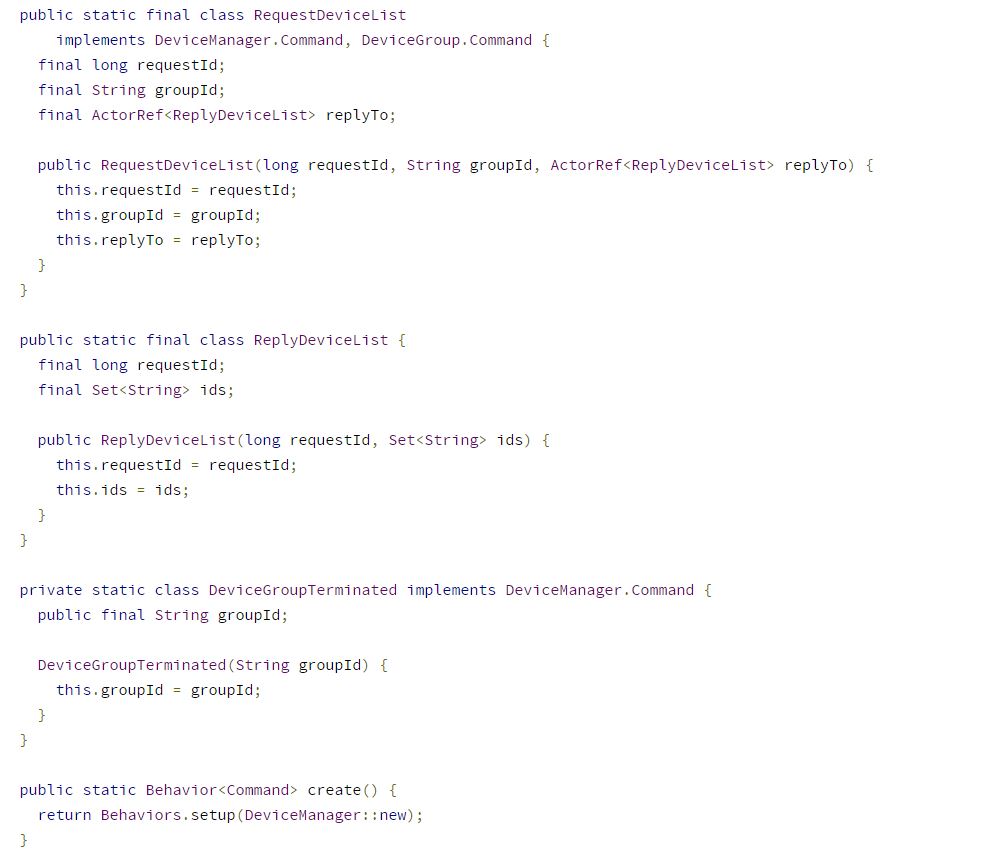 public static final class RequestDeviceList
    implements DeviceManager.Command, DeviceGroup.Command {
  final long requestId;
  final String groupId;
  final ActorRef<ReplyDeviceList> replyTo;

  public RequestDeviceList(long requestId, String groupId, ActorRef<ReplyDeviceList> replyTo) {
    this.requestId = requestId;
    this.groupId = groupId;
    this.replyTo = replyTo;
  }
}

public static final class ReplyDeviceList {
  final long requestId;
  final Set<String> ids;

  public ReplyDeviceList(long requestId, Set<String> ids) {
    this.requestId = requestId;
    this.ids = ids;
  }
}

private static class DeviceGroupTerminated implements DeviceManager.Command {
  public final String groupId;

  DeviceGroupTerminated(String groupId) {
    this.groupId = groupId;
  }
}

public static Behavior<Command> create() {
  return Behaviors.setup(DeviceManager::new);
}